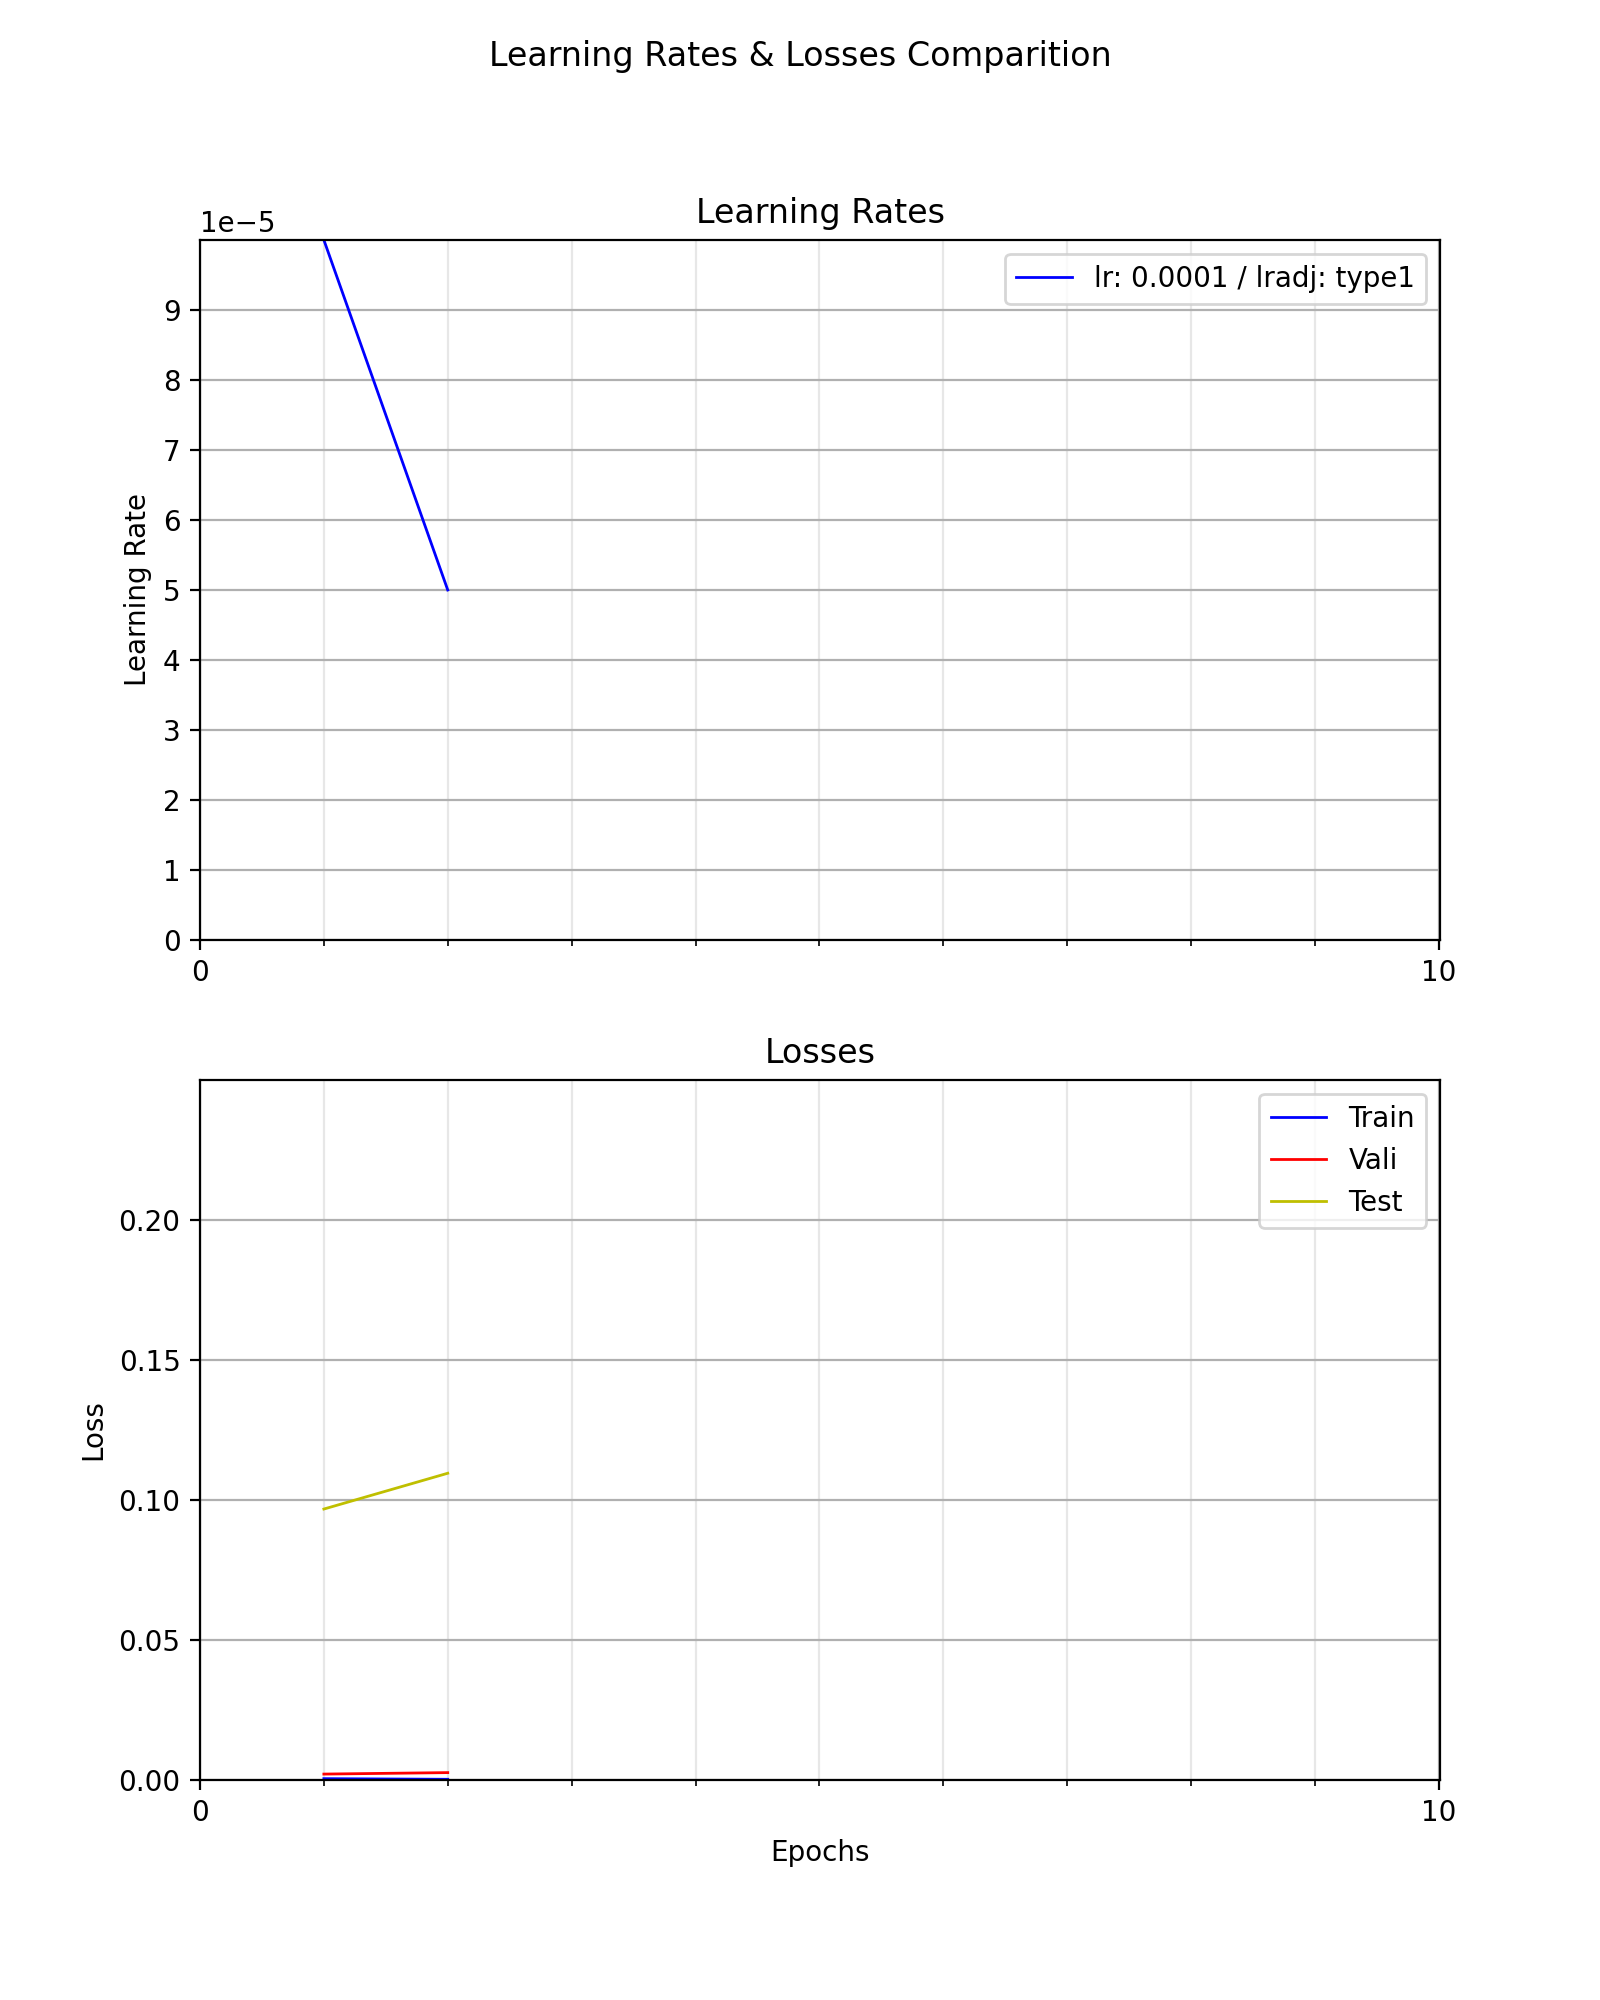 Learning Rates & Losses Comparition
Learning Rates
1e−5
lr: 0.0001 / lradj: type1
9
8
7
6
5
4
3
2
1
0
Learning Rate
0
10
Losses
Train
Vali
Test
0.20
0.15
0.10
0.05
0.00
Loss
0
10
Epochs